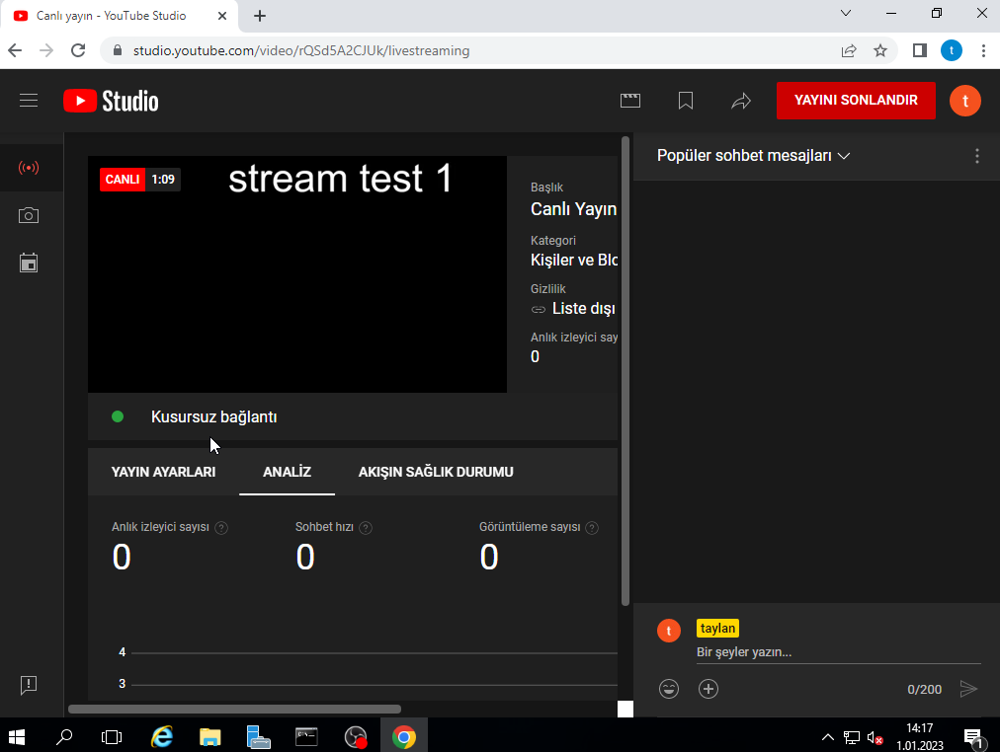 Canlı yayın - YouTube Studio
studio.youtube.com/video/rQSd5A2CJUk/livestreaming
t
Studio
YAYINI SONLANDIR
t
CANLI 1:09
stream test 1
Başlık
Canlı Yayın
Kategori
Kişiler ve Blo
Gizlilik
Liste dışı
Anlık izleyici say
0
Kusursuz bağlantı
YAYIN AYARLARI ANALİZ AKIŞIN SAĞLIK DURUMU
Anlık izleyici sayısı ? Sohbet hızı ? Görüntüleme sayısı ?
0 0 0
4
3
Popüler sohbet mesajları
t
taylan
Bir şeyler yazın...
0/200
14:17
1.01.2023
1